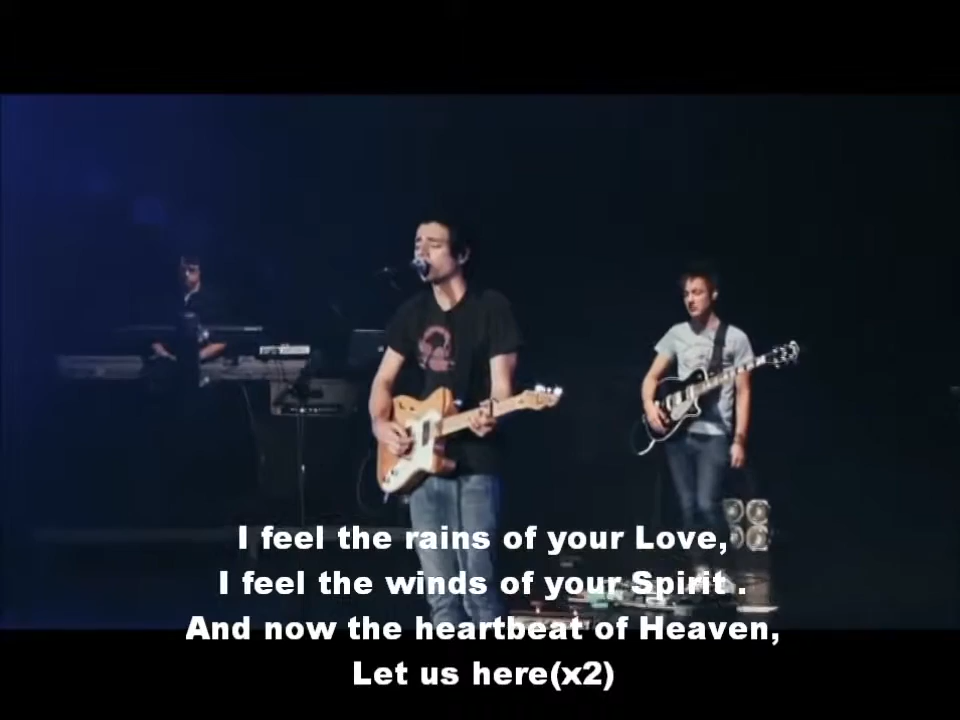 I feel the rains of your Love,
I feel the winds of your Spirit .
And now the heartbeat of Heaven,
Let us here(x2)